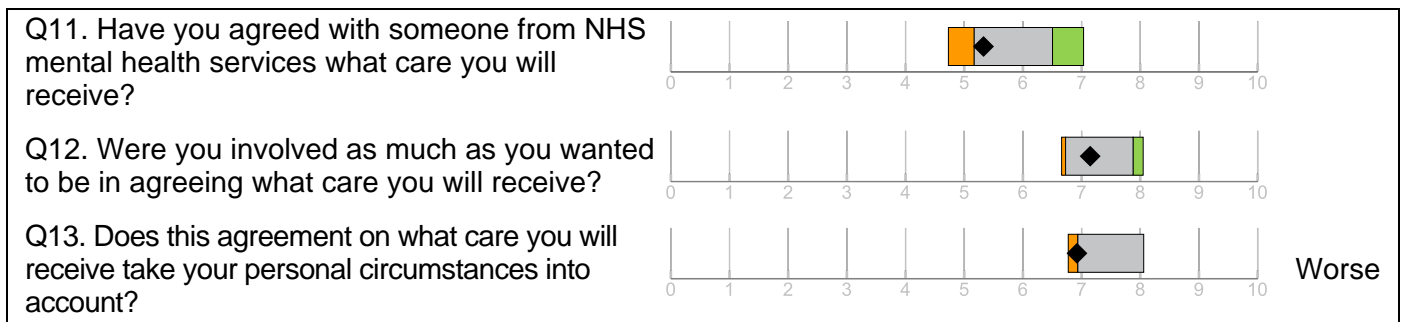 Q11. Have you agreed with someone from NHS
mental health services what care you will
receive?
0 1 2 3 4 5 6 7 8 9 10
Q12. Were you involved as much as you wanted
to be in agreeing what care you will receive?
0 1 2 3 4 5 6 7 8 9 10
Q13. Does this agreement on what care you will
receive take your personal circumstances into
account?
0 1 2 3 4 5 6 7 8 9 10
Worse